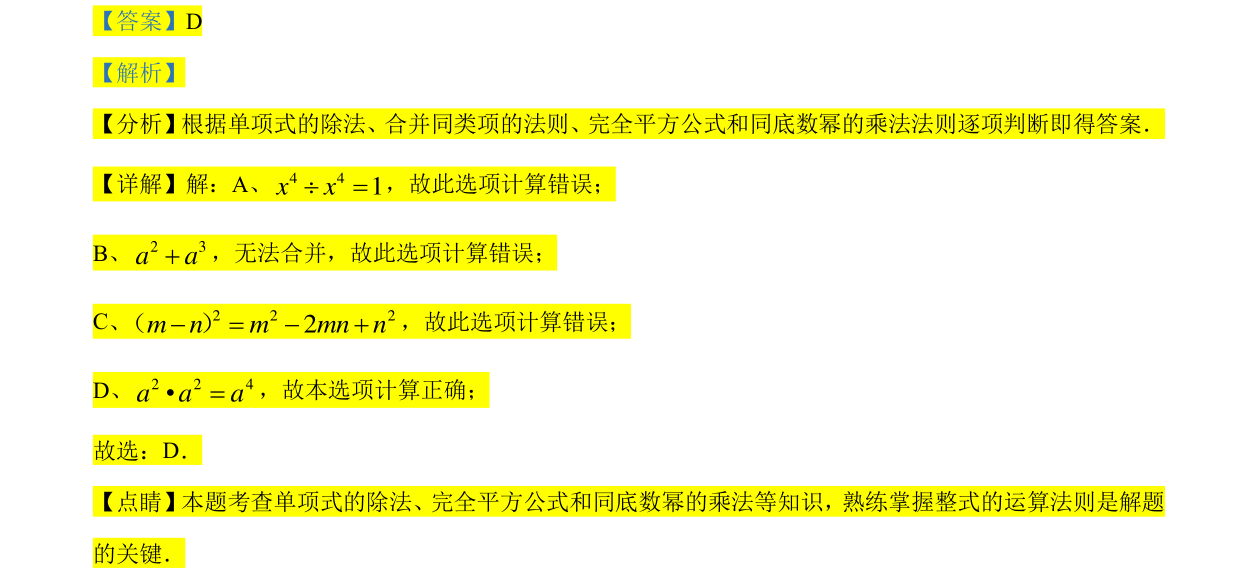 【答案】D
【解析】
【分析】根据单项式的除法、合并同类项的法则、完全平方公式和同底数幂的乘法法则逐项判断即得答案．
【详解】解：A、x⁴÷x⁴=1，故此选项计算错误；
B、a²+a³，无法合并，故此选项计算错误；
C、（m−n）²=m²−2mn+n²，故此选项计算错误；
D、a²•a²=a⁴，故本选项计算正确；
故选：D．
【点睛】本题考查单项式的除法、完全平方公式和同底数幂的乘法等知识，熟练掌握整式的运算法则是解题
的关键．